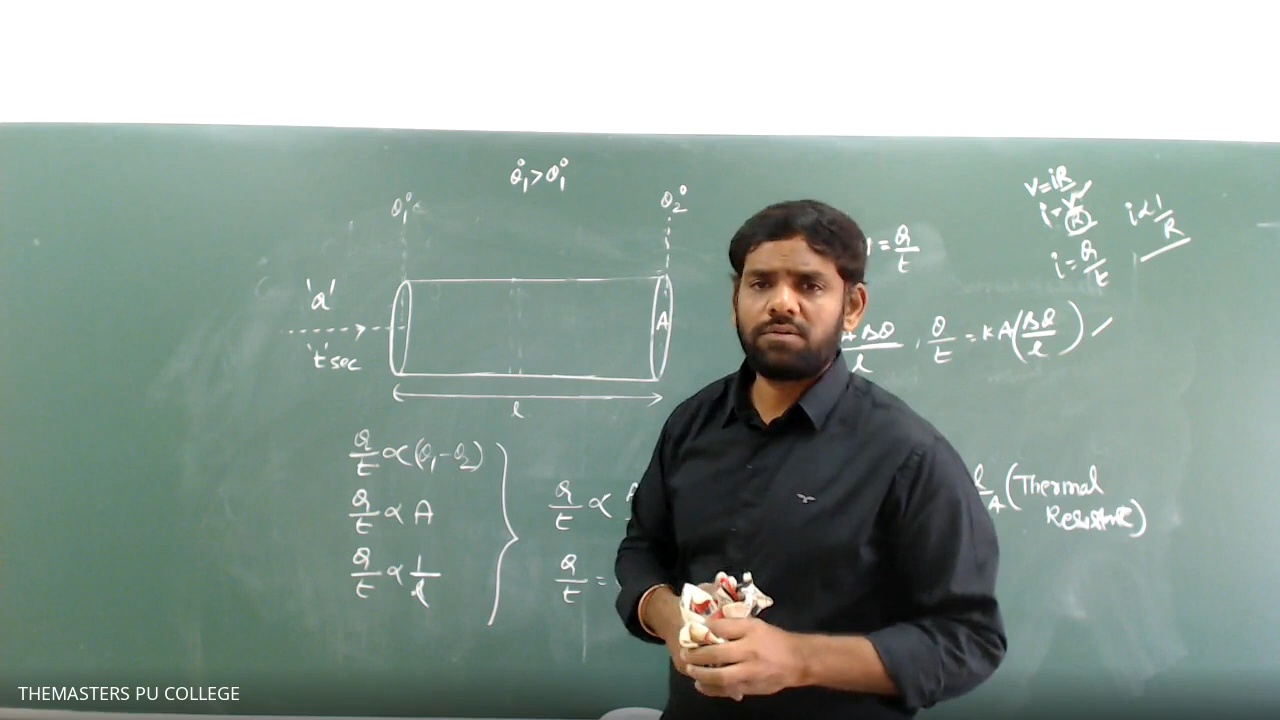 θ₁° > θ₁°
θ₁°
θ₂°
'Q'
't' sec
A
l
Q/t ∝ (θ₁-θ₂)
Q/t ∝ A
Q/t ∝ 1/l
Q/t ∝
Q/t =
V=iR
i=V/R
i ∝ 1/R
i=Q/t
=Q/t
Q/t = KA(Δθ/l)
l/A (Thermal
Resistance)
THEMASTERS PU COLLEGE